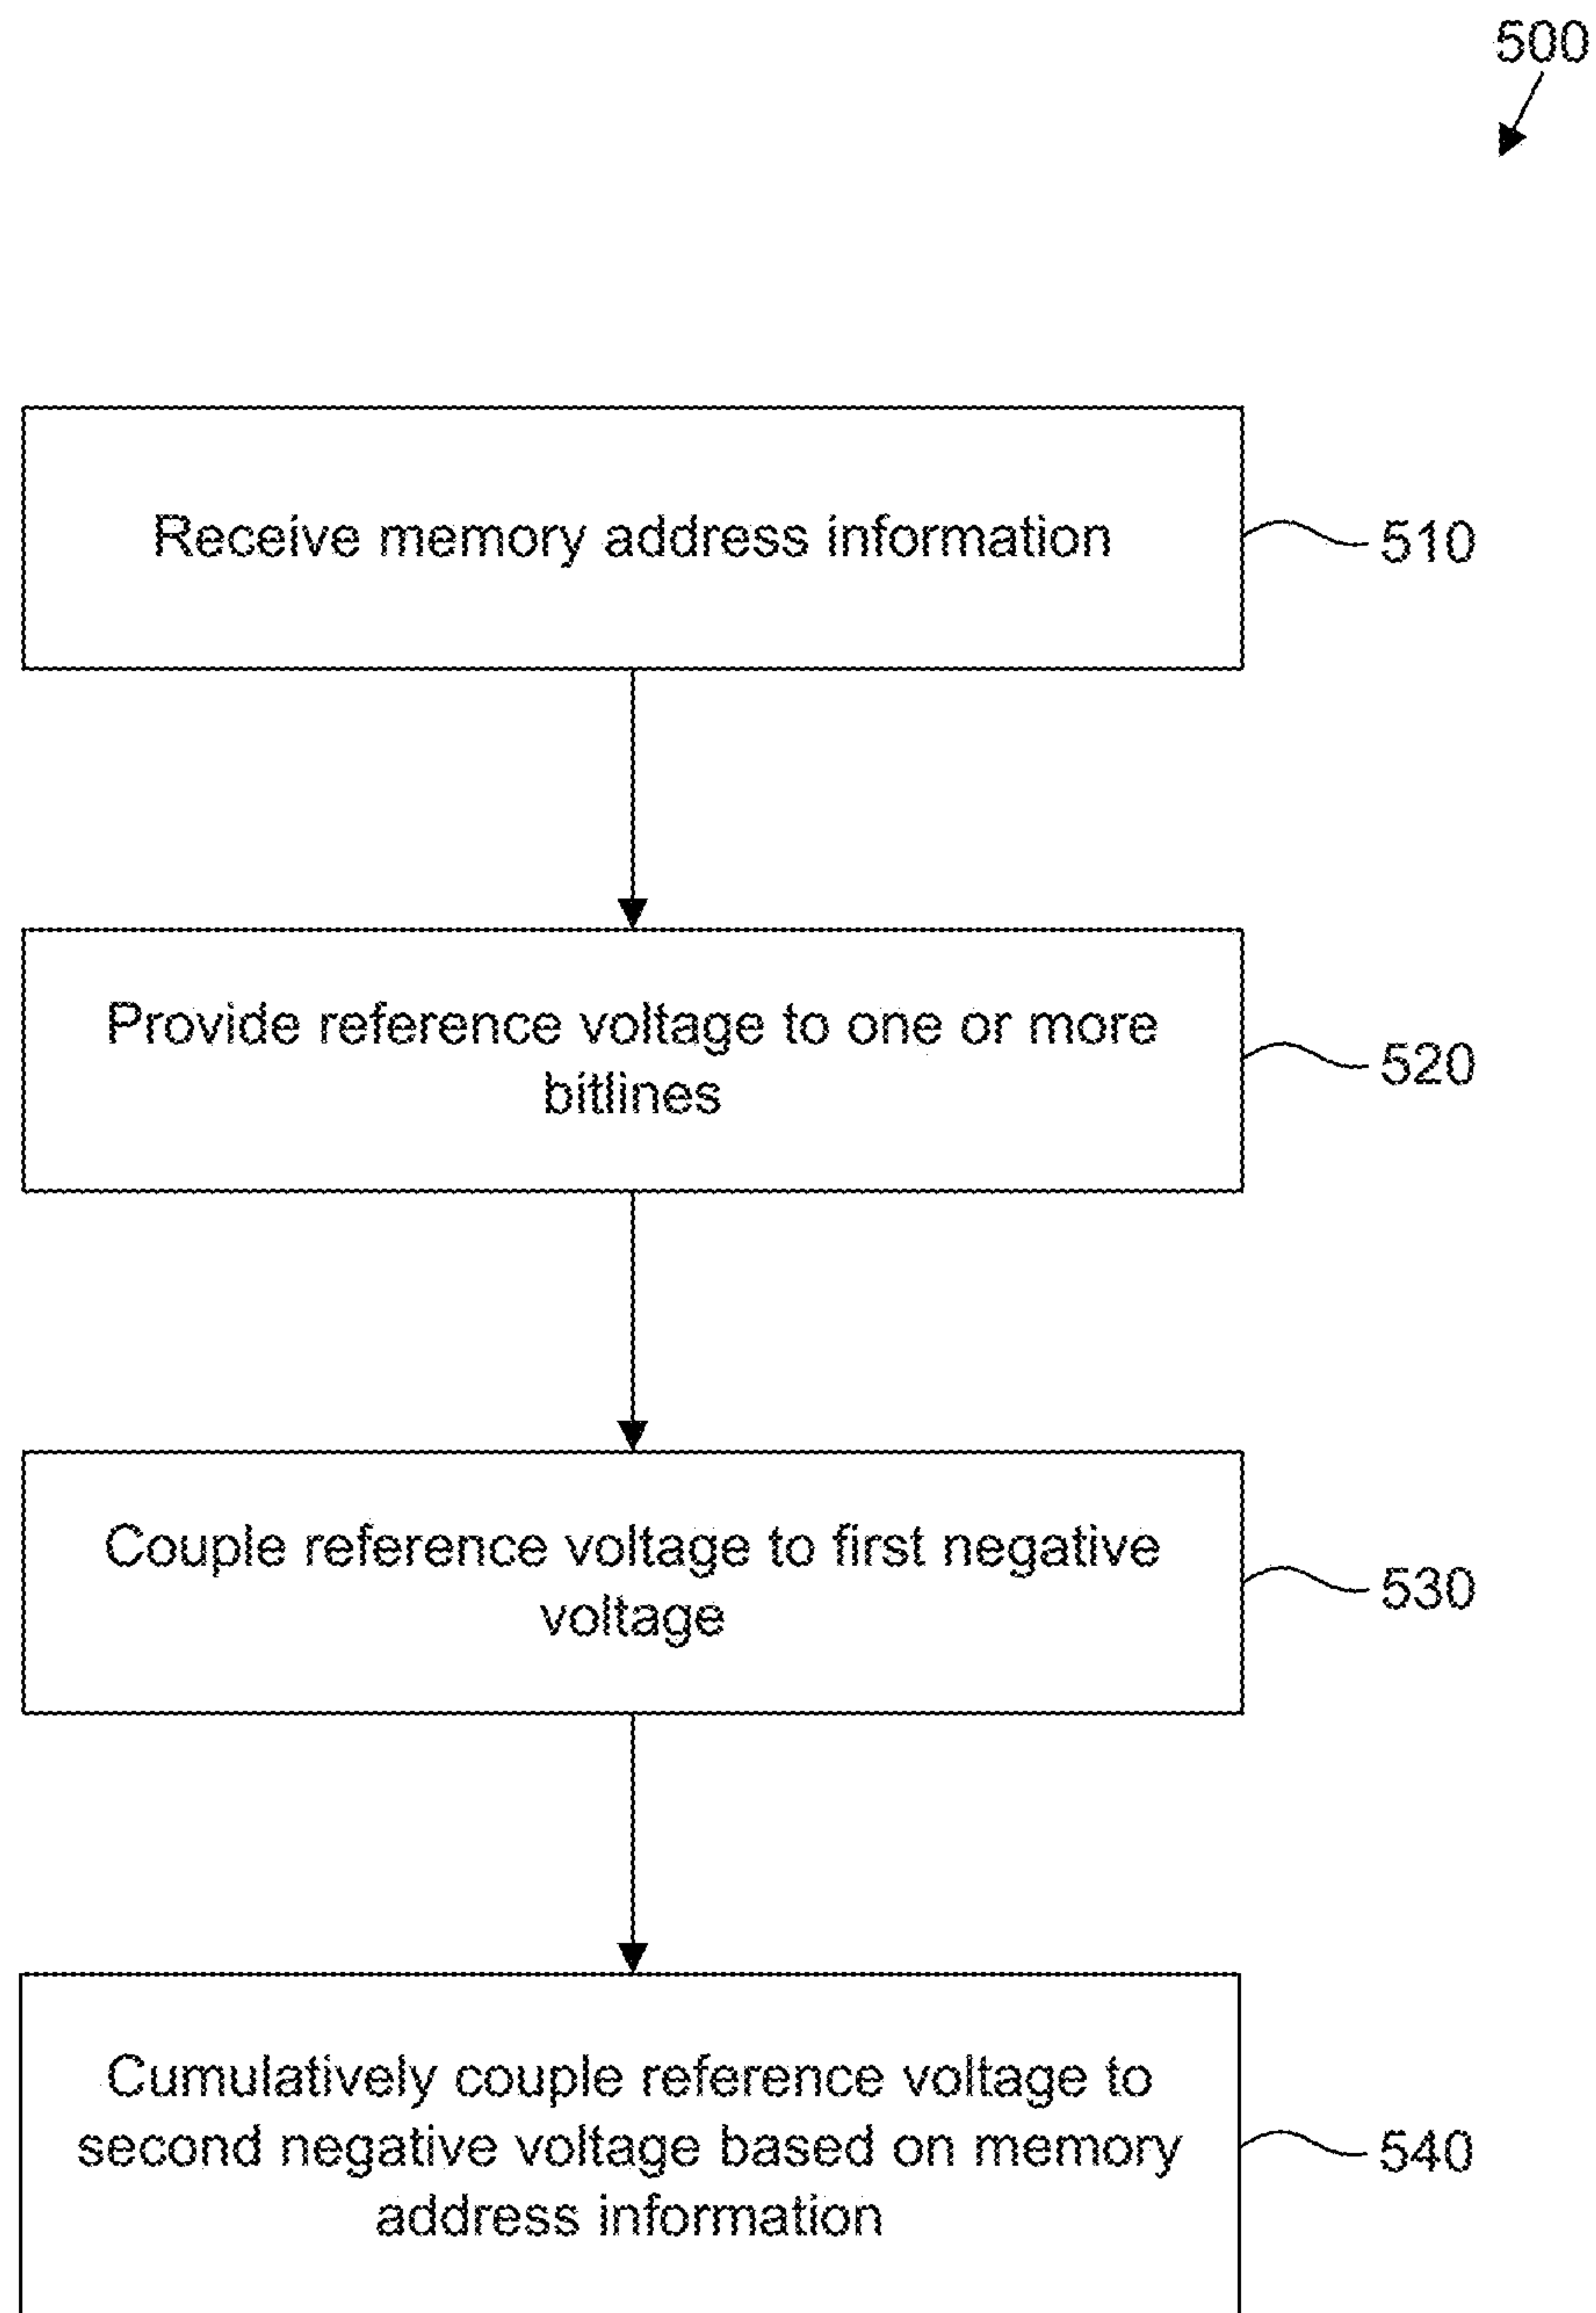 500
Receive memory address information
510
Provide reference voltage to one or more
bitlines
520
Couple reference voltage to first negative
voltage
530
Cumulatively couple reference voltage to
second negative voltage based on memory
address information
540